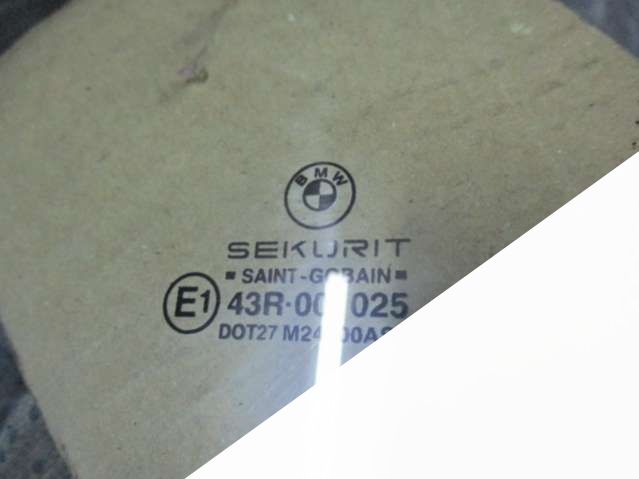 BMW
SEKURIT
SAINT-GOBAIN
E1
DOT27